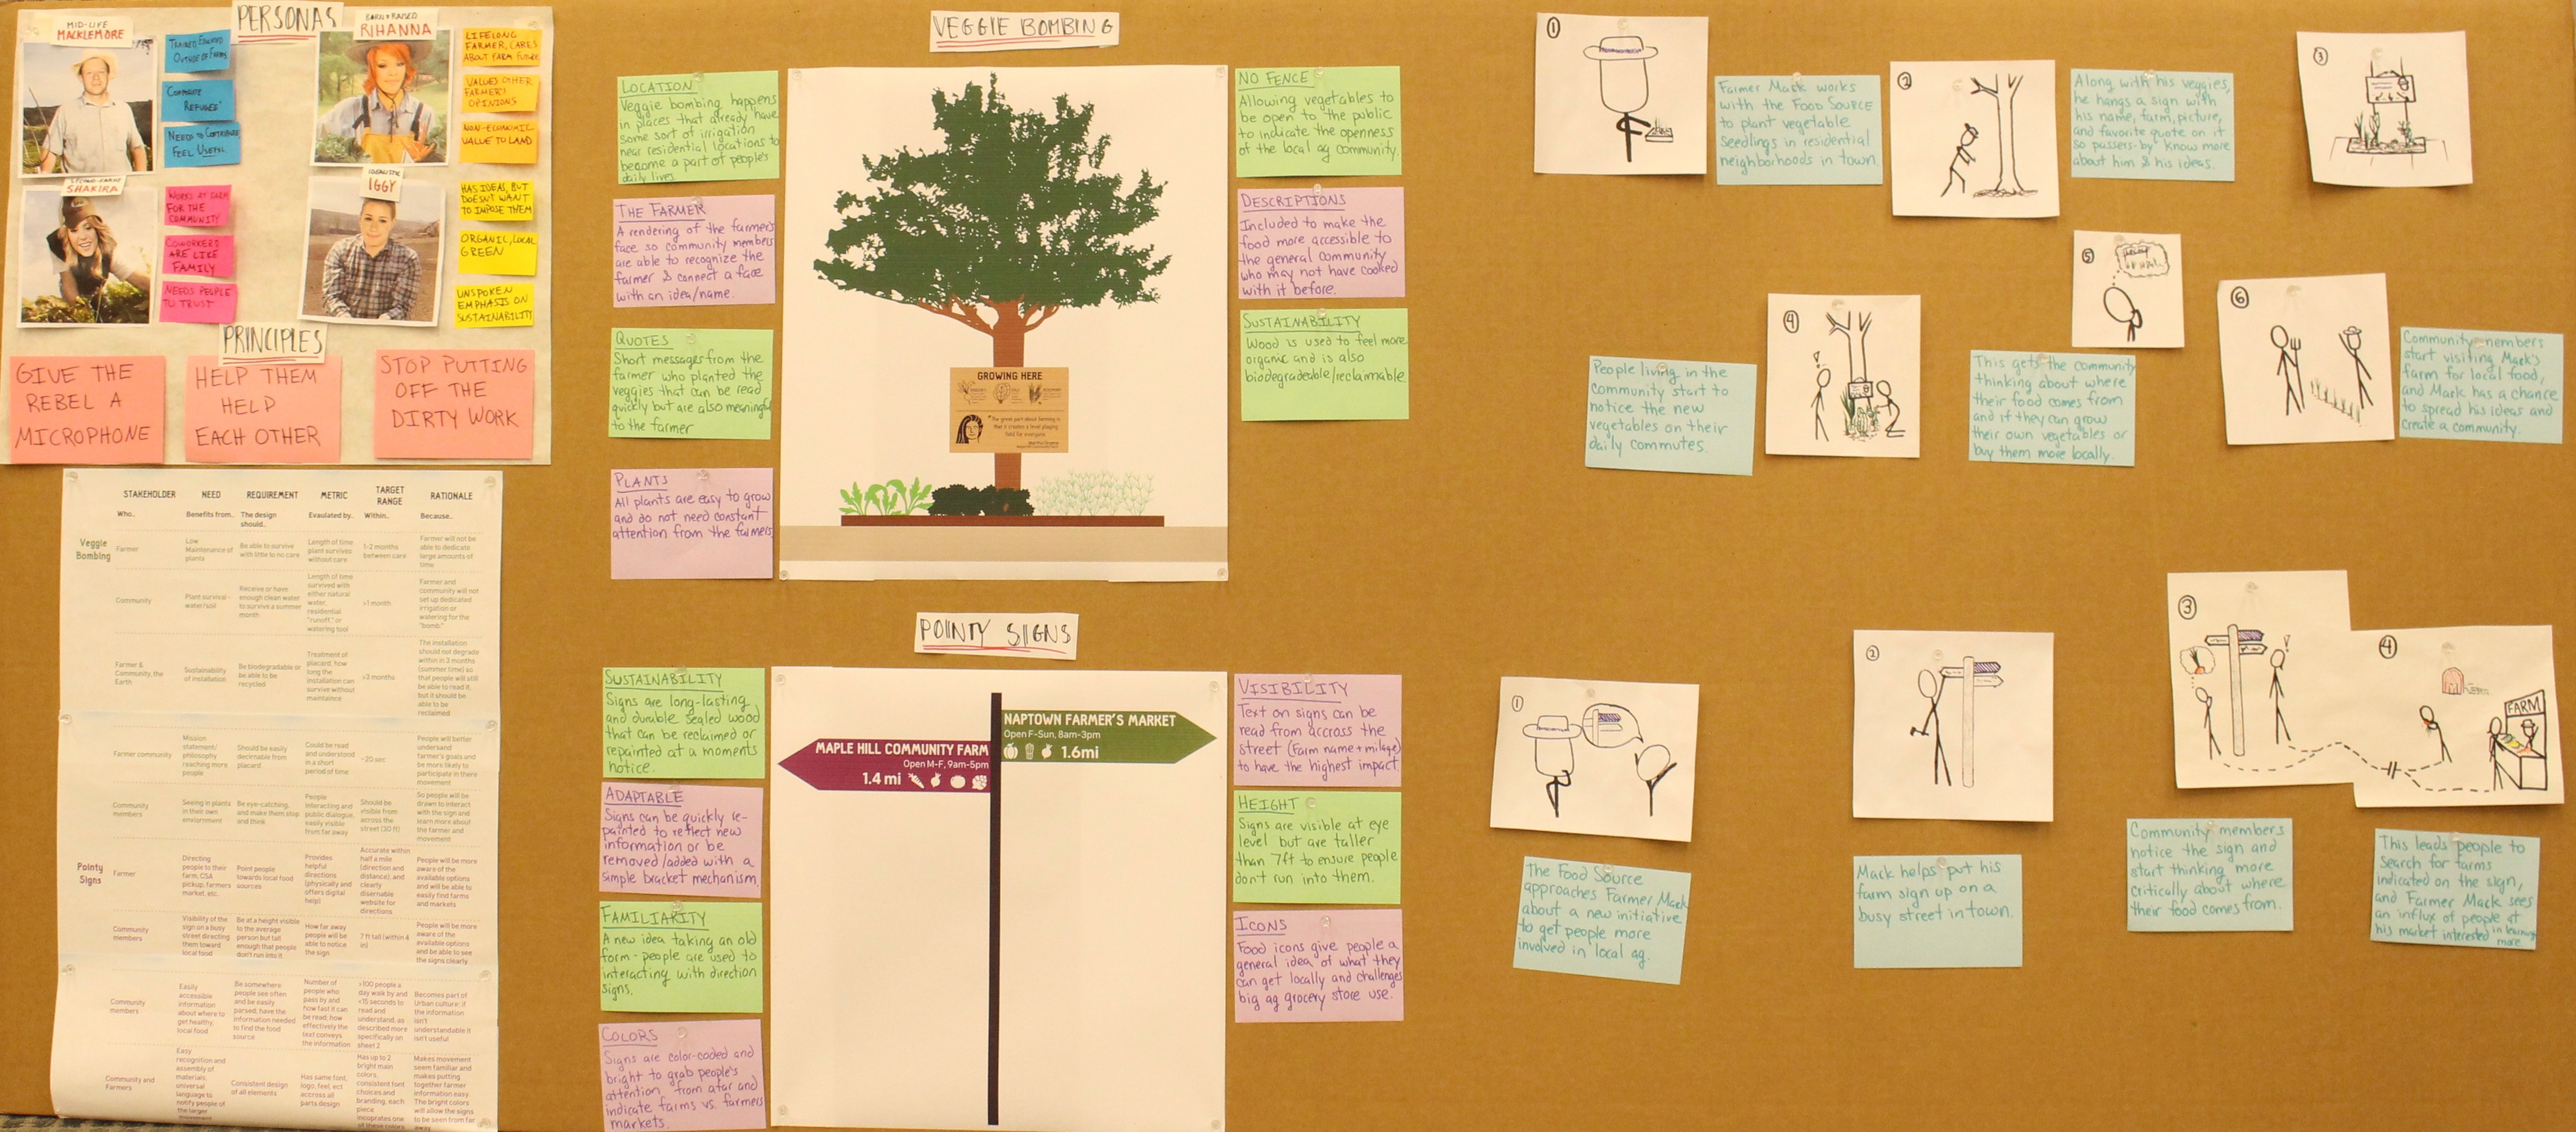 PERSONAS
MID-LIFE
MACKLEMORE
TRAINED FOUND
OUTSIDE OF FARMS
"CORPORATE
REFUGEE"
NEEDS TO CONTRIBUTE
FEEL USEFUL
BORN & RAISED
RIHANNA
LIFELONG
FARMER, CARES
ABOUT FARM FUTURE
VALUES OTHER
FARMER'S
OPINIONS
NON-ECONOMIC
VALUE TO LAND
SHAKIRA
WORKS AT FARM
FOR THE
COMMUNITY
COWORKERS
ARE LIKE
FAMILY
NEEDS PEOPLE
TO TRUST
IDEALISTIC
IGGY
HAS IDEAS, BUT
DOESN'T WANT
TO IMPOSE THEM
ORGANIC, LOCAL
GREEN
UNSPOKEN
EMPHASIS ON
SUSTAINABILITY
PRINCIPLES
GIVE THE
REBEL A
MICROPHONE
HELP THEM
HELP
EACH OTHER
STOP PUTTING
OFF THE
DIRTY WORK
STAKEHOLDER
NEED
REQUIREMENT
METRIC
TARGET
RANGE
RATIONALE
Who..
Benefits from..
The design
should..
Evaulated by..
Within..
Because..
Veggie
Bombing
Farmer
Low
Maintenance of
plants
Be able to survive
with little to no care
Length of time
plant survives
without care
1-2 months
between care
Farmer will not be
able to dedicate
large amounts of
time
Community
Plant survival -
water/soil
Receive or have
enough clean water
to survive a summer
month
Length of time
survived with
either natural
water,
residential
"runoff," or
watering tool
>1 month
Farmer and
community will not
set up dedicated
irrigation or
watering for the
"bomb."
Farmer &
Community, the
Earth
Sustainability
of installation
Be biodegradable or
be able to be
recycled
Treatment of
placard, how
long the
installation can
survive without
maintaince
>3 months
The installation
should not degrade
within in 3 months
(summer time) so
that people will still
be able to read it,
but it should be
able to be
reclaimed
Farmer community
Mission
statement/
philosophy
reaching more
people
Should be easily
decinerable from
placard
Could be read
and understood
in a short
period of time
~20 sec
People will better
undersand
farmer's goals and
be more likely to
participate in there
movement
Community
members
Seeing in plants
in their own
enviornment
Be eye-catching,
and make them stop
and think
People
interacting and
public dialogue,
easily visible
from far away
Should be
visible from
across the
street (30 ft)
So people will be
drawn to interact
with the sign and
learn more about
the farmer and
movement
Pointy
Signs
Farmer
Directing
people to their
farm, CSA
pickup, farmers
market, etc.
Point people
towards local food
sources
Provides
helpful
directions
(physically and
offers digital
help)
Accurate within
half a mile
(direction and
distance), and
clearly
disernable
website for
directions
People will be more
aware of the
available options
and will be able to
easily find farms
and markets
Community
members
Visibility of the
sign on a busy
street directing
them toward
local food
Be at a height visible
to the average
person but tall
enough that people
don't run into it
How far away
people will be
able to notice
the sign
7 ft tall (within 4
in)
People will be more
aware of the
available options
and be able to see
the signs clearly
Community
members
Easily
accessible
information
about where to
get healthy,
local food
Be somewhere
people see often
and be easily
parsed; have the
information needed
to find the food
source
Number of
people who
pass by and
how fast it can
be read; how
effectively the
text conveys
the information
>100 people a
day walk by and
<15 seconds to
read and
understand, as
described more
specifically on
sheet 2
Becomes part of
Urban culture; if
the information
isn't
understandable it
isn't useful
Community and
Farmers
Easy
recognition and
assembly of
materials;
universal
language to
notify people of
the larger
movement
Consistent design
of all elements
Has same font,
logo, feel, ect
accross all
parts design
Has up to 2
bright main
colors,
consistent font
choices and
branding, each
piece
incoprates one
of these colors
Makes movement
seem familiar and
makes putting
together farmer
information easy
The bright colors
will allow the signs
to be seen from far
away
VEGGIE BOMBING
LOCATION
Veggie bombing happens
in places that already have
some sort of irrigation
near residential locations to
become a part of people's
daily lives.
THE FARMER
A rendering of the farmer's
face so community members
are able to recognize the
farmer & connect a face
with an idea/name.
QUOTES
Short messages from the
farmer who planted the
veggies that can be read
quickly but are also meaningful
to the farmer
PLANTS
All plants are easy to grow
and do not need constant
attention from the farmers
GROWING HERE
"The great part about farming is
that it creates a level playing
field for everyone.
NO FENCE
Allowing vegetables to
be open to the public
to indicate the openness
of the local ag community.
DESCRIPTIONS
Included to make the
food more accessible to
the general community
who may not have cooked
with it before.
SUSTAINABILITY
Wood is used to feel more
organic and is also
biodegradeable/reclaimable
POINTY SIGNS
SUSTAINABILITY
Signs are long-lasting
and durable sealed wood
that can be reclaimed or
repainted at a moments
notice.
ADAPTABLE
Signs can be quickly re-
painted to reflect new
information or be
removed/added with a
simple bracket mechanism.
FAMILIARITY
A new idea taking an old
form - people are used to
interacting with direction
signs.
COLORS
Signs are color-coded and
bright to grab people's
attention from afar and
indicate farms vs. farmers
markets.
MAPLE HILL COMMUNITY FARM
Open M-F, 9am-5pm
1.4 mi
NAPTOWN FARMER'S MARKET
Open F-Sun, 8am-3pm
1.6mi
VISIBILITY
Text on signs can be
read from accross the
street (Farm name + milage)
to have the highest impact.
HEIGHT
Signs are visible at eye
level but are taller
than 7ft to ensure people
don't run into them.
ICONS
Food icons give people a
general idea of what they
can get locally and challenges
big ag grocery store use.
1
Farmer Mack works
with the Food Source
to plant vegetable
Seedlings in residential
neighborhoods in town
2
Along with his veggies,
he hangs a sign with
his name, farm, picture,
and favorite quote on it
so passers-by know more
about him & his ideas.
3
People living in the
community start to
notice the new
vegetables on their
daily commutes.
4
This gets the community
thinking about where
their food comes from
and if they can grow
their own vegetables or
buy them more locally.
5
6
Community members
start visiting Mack's
farm for local food,
and Mack has a chance
to spread his ideas and
create a community.
1
The Food Source
approaches Farmer Mack
about a new initiative
to get people more
involved in local ag.
2
Mack helps put his
farm sign up on a
busy street in town.
3
Community members
notice the sign and
start thinking more
critically about where
their food comes from.
4
FARM
This leads people to
Search for farms
indicated on the sign,
and Farmer Mack sees
an influx of people at
his market interested in learning
more.